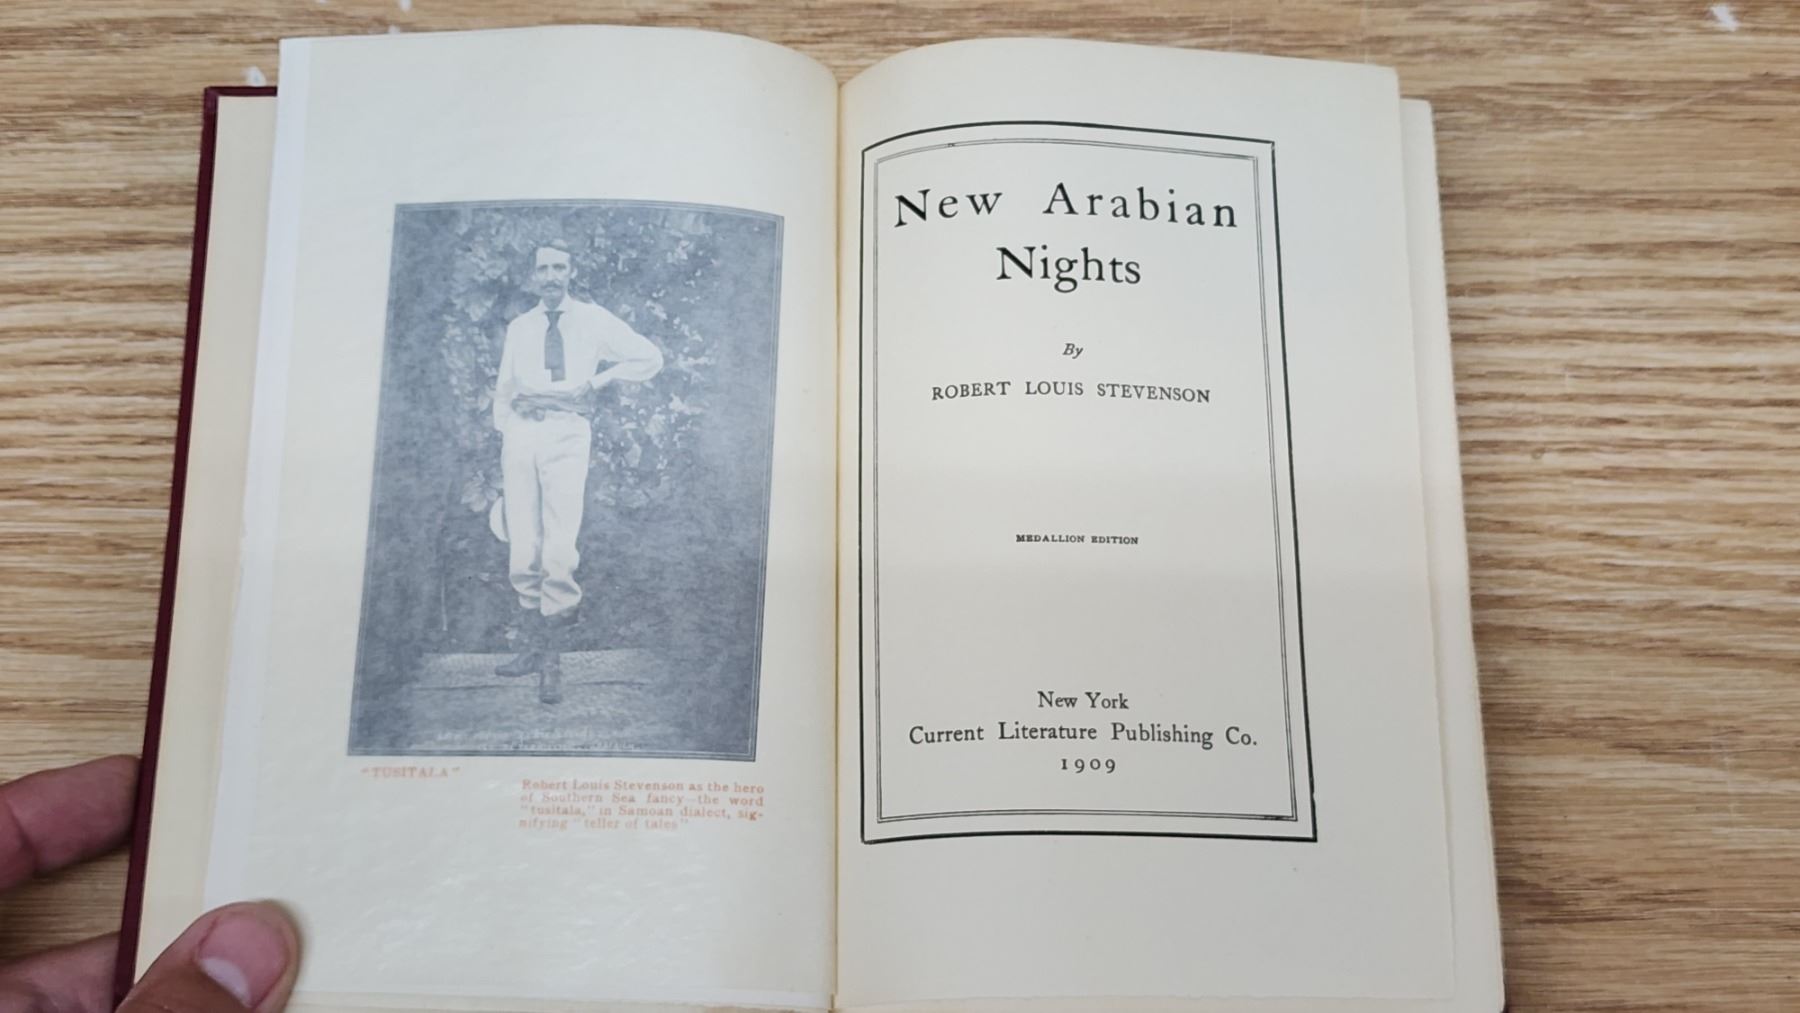 "TUSITALA"
Robert Louis Stevenson as the hero
of Southern Sea fancy—the word
"tusitala," in Samoan dialect, sig-
nifying "teller of tales"
New Arabian
Nights
By
ROBERT LOUIS STEVENSON
MEDALLION EDITION
New York
Current Literature Publishing Co.
1909